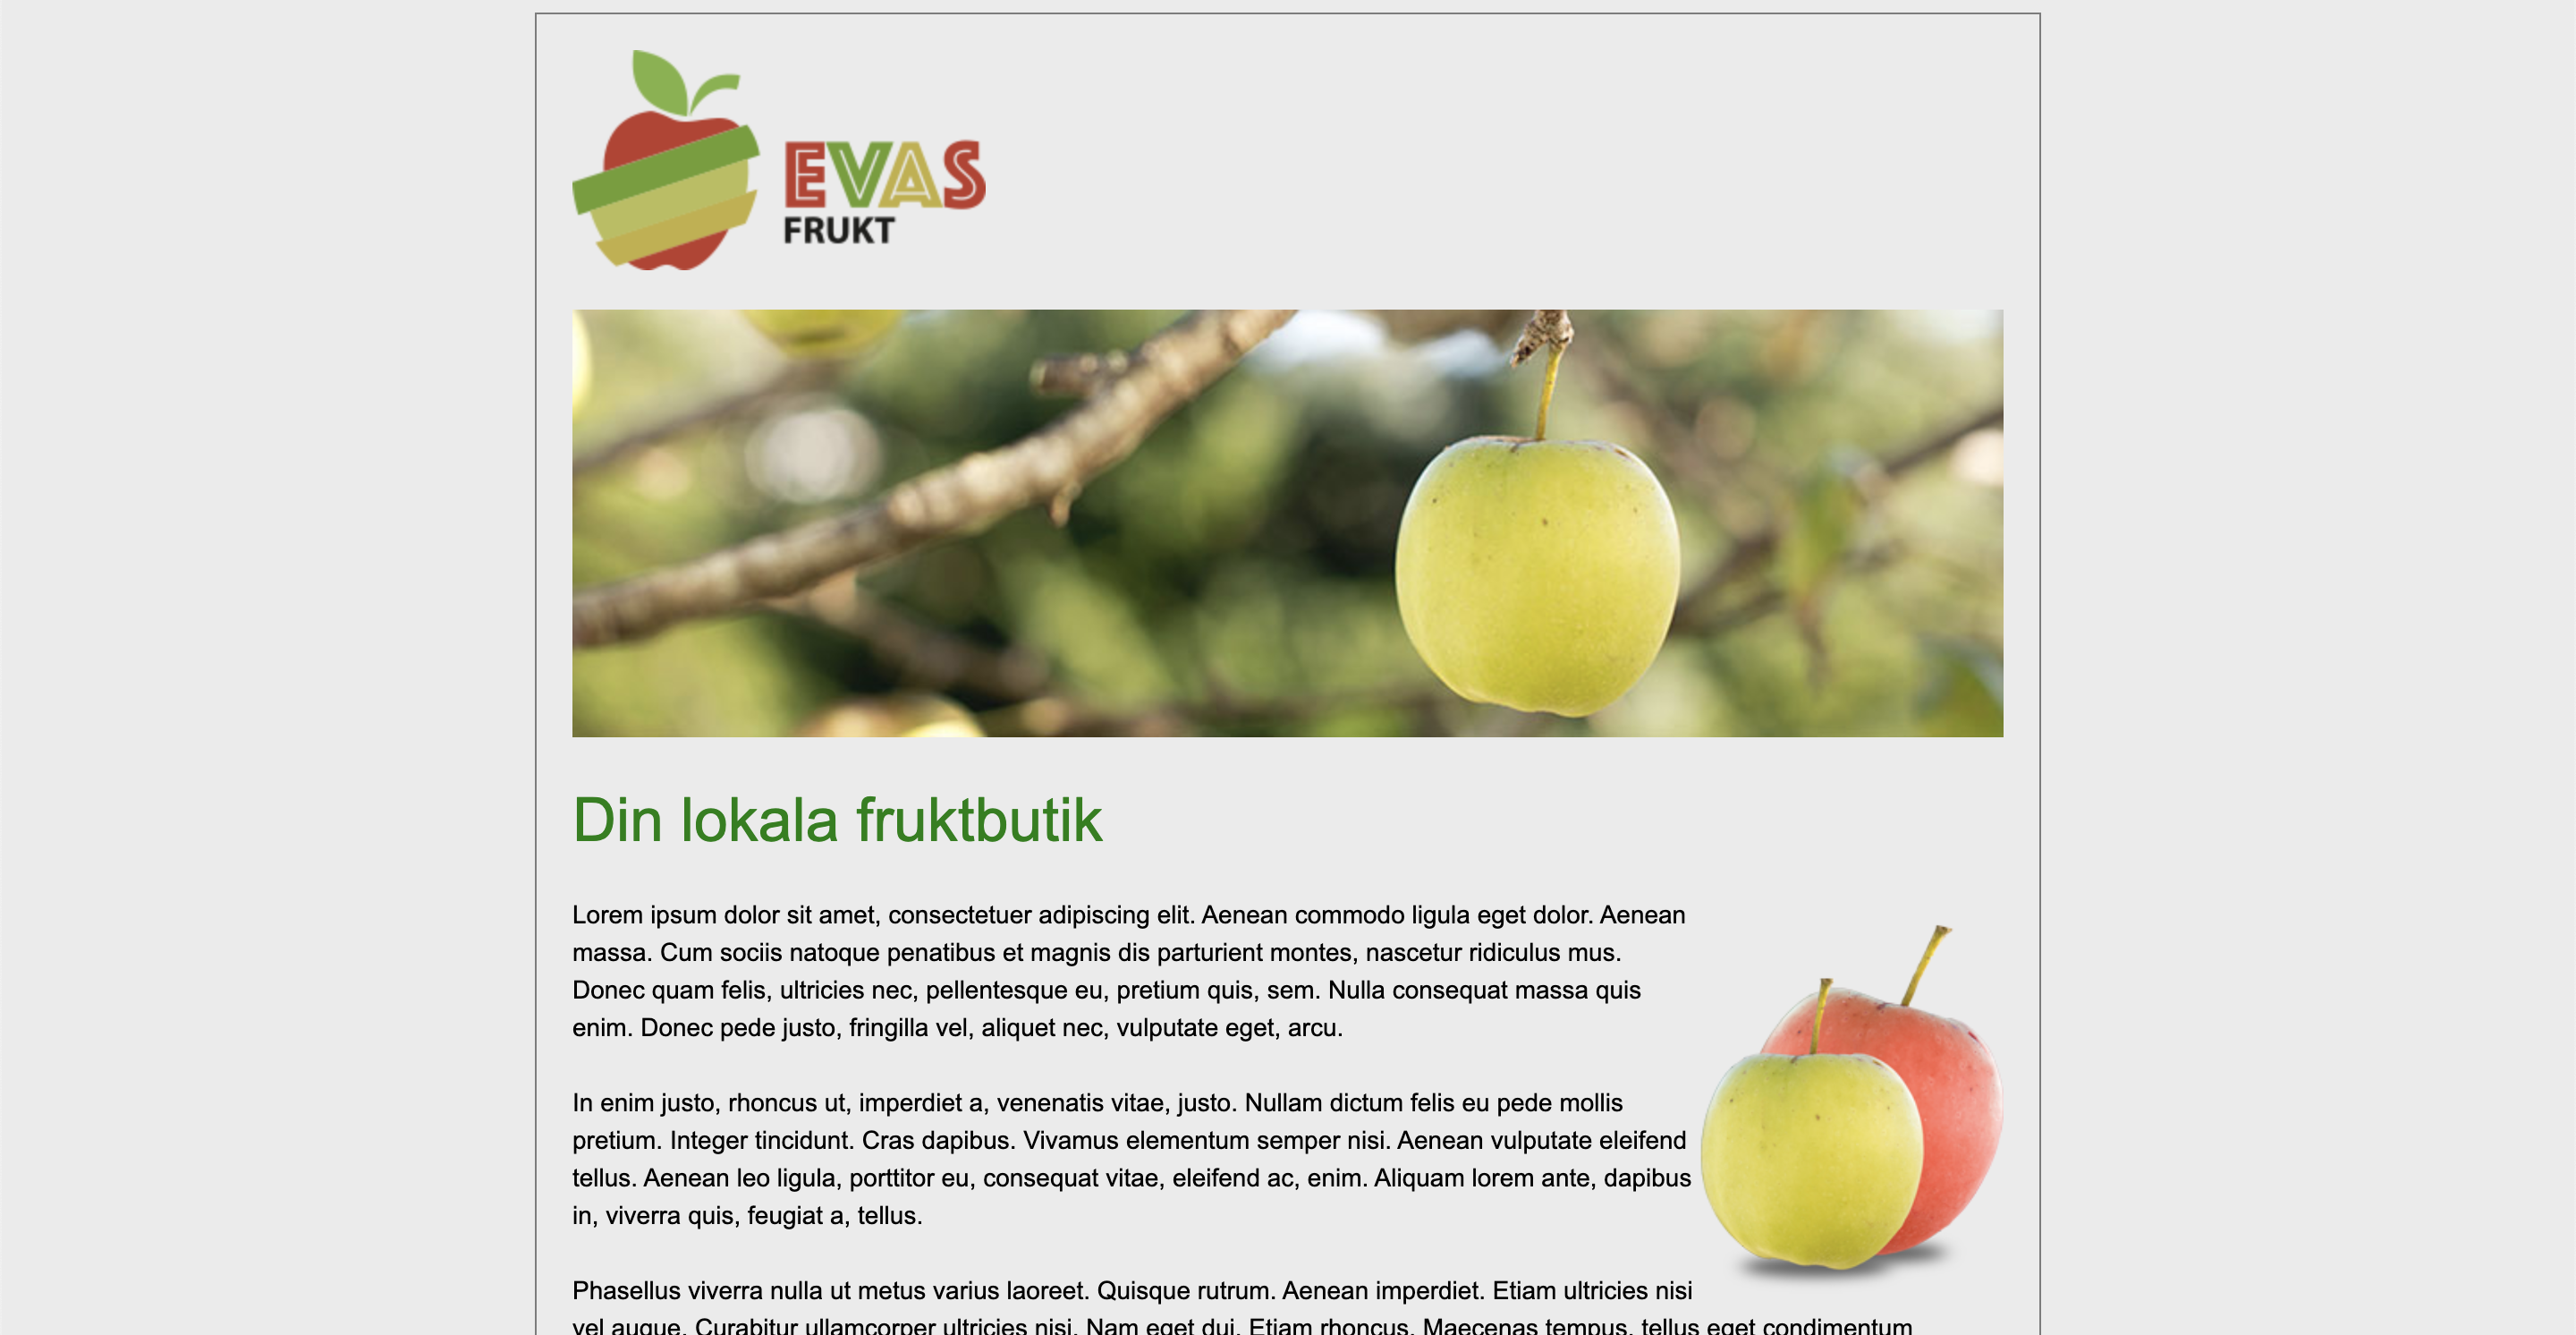 EVAS
FRUKT
Din lokala fruktbutik
Lorem ipsum dolor sit amet, consectetuer adipiscing elit. Aenean commodo ligula eget dolor. Aenean
massa. Cum sociis natoque penatibus et magnis dis parturient montes, nascetur ridiculus mus.
Donec quam felis, ultricies nec, pellentesque eu, pretium quis, sem. Nulla consequat massa quis
enim. Donec pede justo, fringilla vel, aliquet nec, vulputate eget, arcu.
In enim justo, rhoncus ut, imperdiet a, venenatis vitae, justo. Nullam dictum felis eu pede mollis
pretium. Integer tincidunt. Cras dapibus. Vivamus elementum semper nisi. Aenean vulputate eleifend
tellus. Aenean leo ligula, porttitor eu, consequat vitae, eleifend ac, enim. Aliquam lorem ante, dapibus
in, viverra quis, feugiat a, tellus.
Phasellus viverra nulla ut metus varius laoreet. Quisque rutrum. Aenean imperdiet. Etiam ultricies nisi
vel augue. Curabitur ullamcorper ultricies nisi. Nam eget dui. Etiam rhoncus. Maecenas tempus, tellus eget condimentum